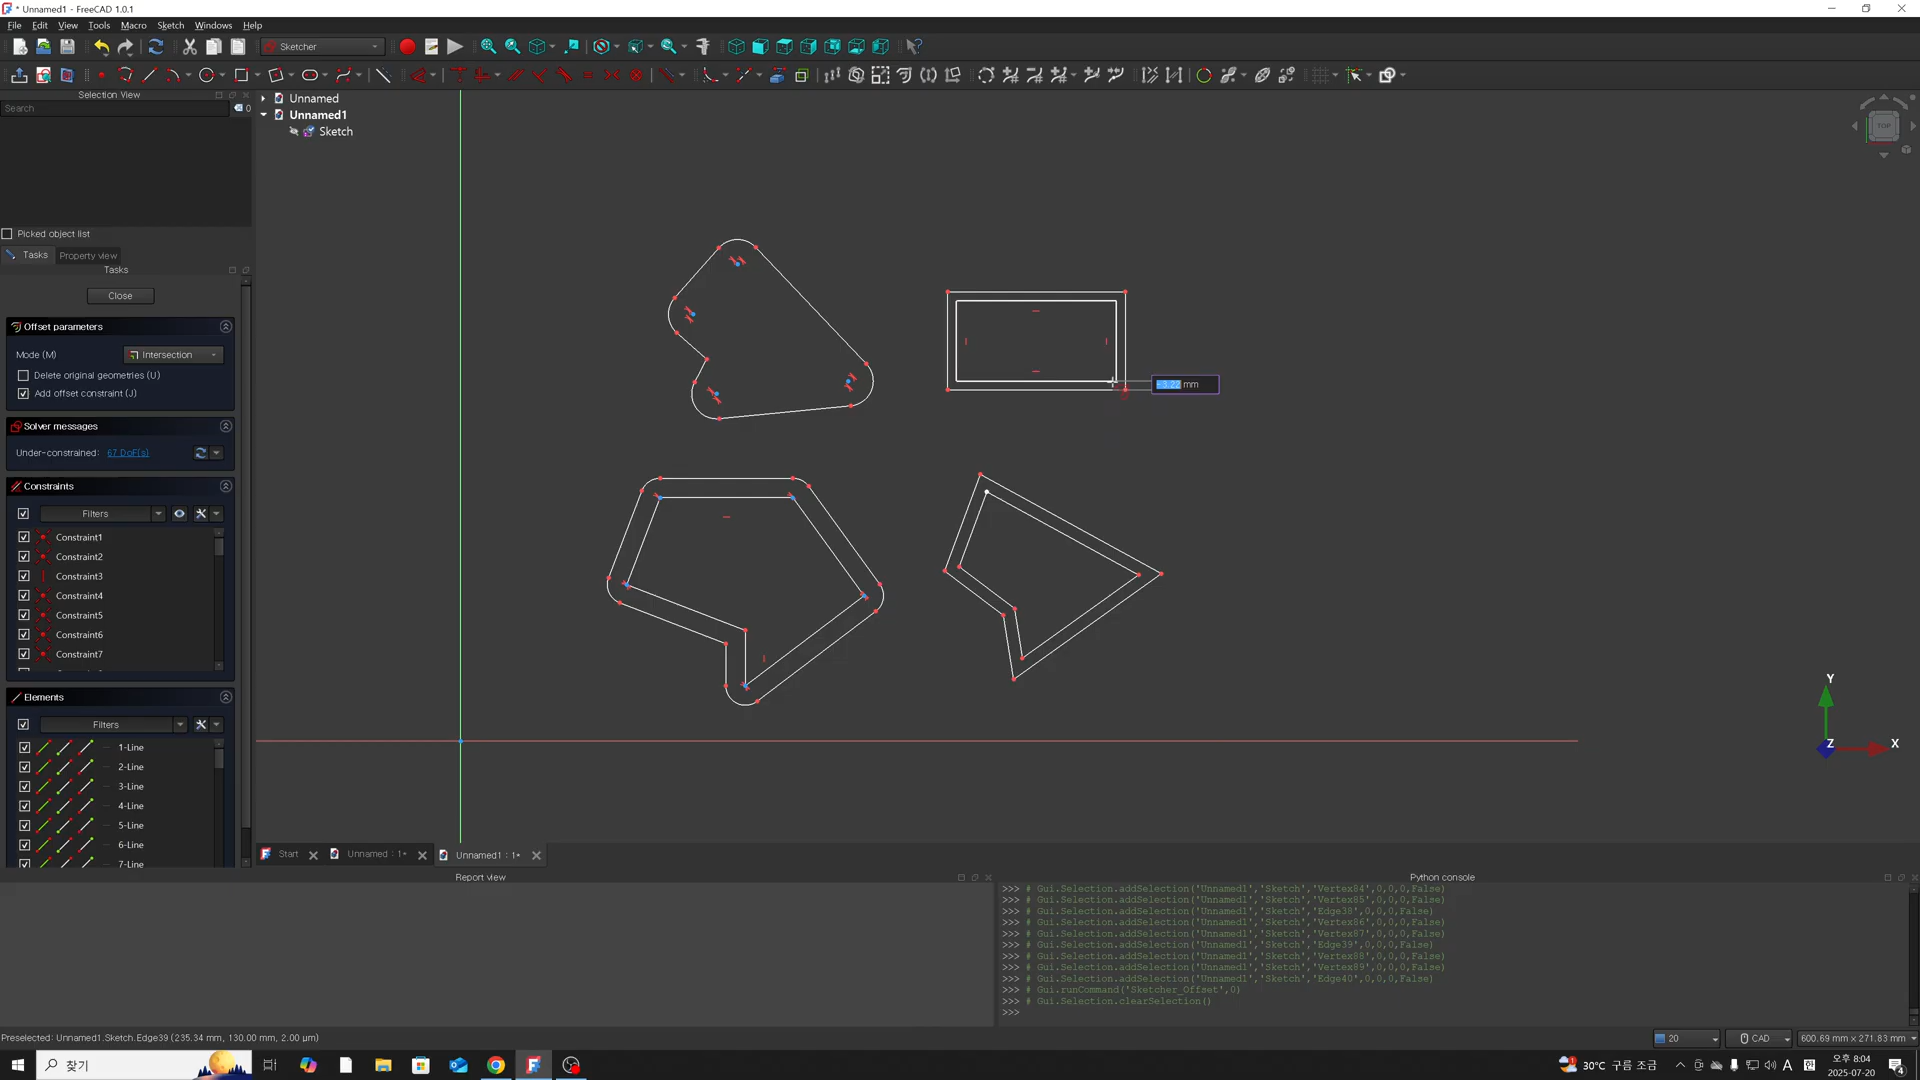 * Unnamed1 - FreeCAD 1.0.1
File Edit View Tools Macro Sketch Windows Help
Sketcher
Selection View
Search
0
Picked object list
Tasks Property view
Tasks
Close
Offset parameters
Mode (M) Intersection
Delete original geometries (U)
Add offset constraint (J)
Solver messages
Under-constrained: 67 DoF(s)
Constraints
Filters
Constraint1
Constraint2
Constraint3
Constraint4
Constraint5
Constraint6
Constraint7
Elements
Filters
1-Line
2-Line
3-Line
4-Line
5-Line
6-Line
7-Line
Unnamed
Unnamed1
Sketch
TOP
-3.22 mm
Y
Z
X
Start Unnamed : 1* Unnamed1 : 1*
Report view
Python console
>>> # Gui.Selection.addSelection('Unnamed1','Sketch','Vertex84',0,0,0,False)
>>> # Gui.Selection.addSelection('Unnamed1','Sketch','Vertex85',0,0,0,False)
>>> # Gui.Selection.addSelection('Unnamed1','Sketch','Edge38',0,0,0,False)
>>> # Gui.Selection.addSelection('Unnamed1','Sketch','Vertex86',0,0,0,False)
>>> # Gui.Selection.addSelection('Unnamed1','Sketch','Vertex87',0,0,0,False)
>>> # Gui.Selection.addSelection('Unnamed1','Sketch','Edge39',0,0,0,False)
>>> # Gui.Selection.addSelection('Unnamed1','Sketch','Vertex88',0,0,0,False)
>>> # Gui.Selection.addSelection('Unnamed1','Sketch','Vertex89',0,0,0,False)
>>> # Gui.Selection.addSelection('Unnamed1','Sketch','Edge40',0,0,0,False)
>>> # Gui.runCommand('Sketcher_Offset',0)
>>> # Gui.Selection.clearSelection()
>>>
Preselected: Unnamed1.Sketch.Edge39 (235.34 mm, 130.00 mm, 2.00 µm)
20 CAD 600.69 mm × 271.83 mm
찾기
30°C 구름 조금
A
오후 8:04
2025-07-20
4